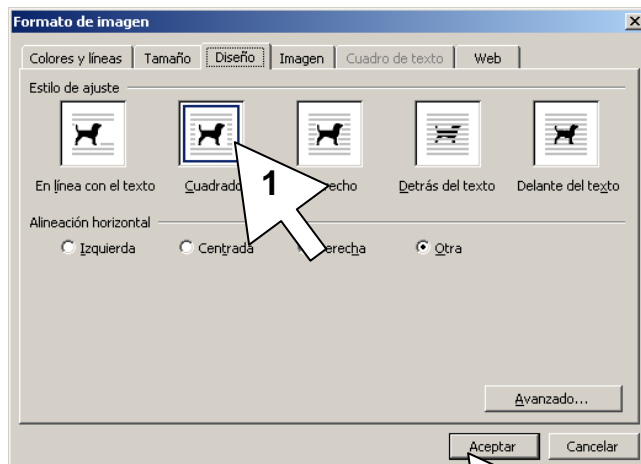 Formato de imagen
Colores y líneas Tamaño Diseño Imagen Cuadro de texto Web
Estilo de ajuste
En línea con el texto Cuadrado Detrás del texto Delante del texto
1
Alineación horizontal
Izquierda Centrada Otra
Avanzado...
Aceptar Cancelar